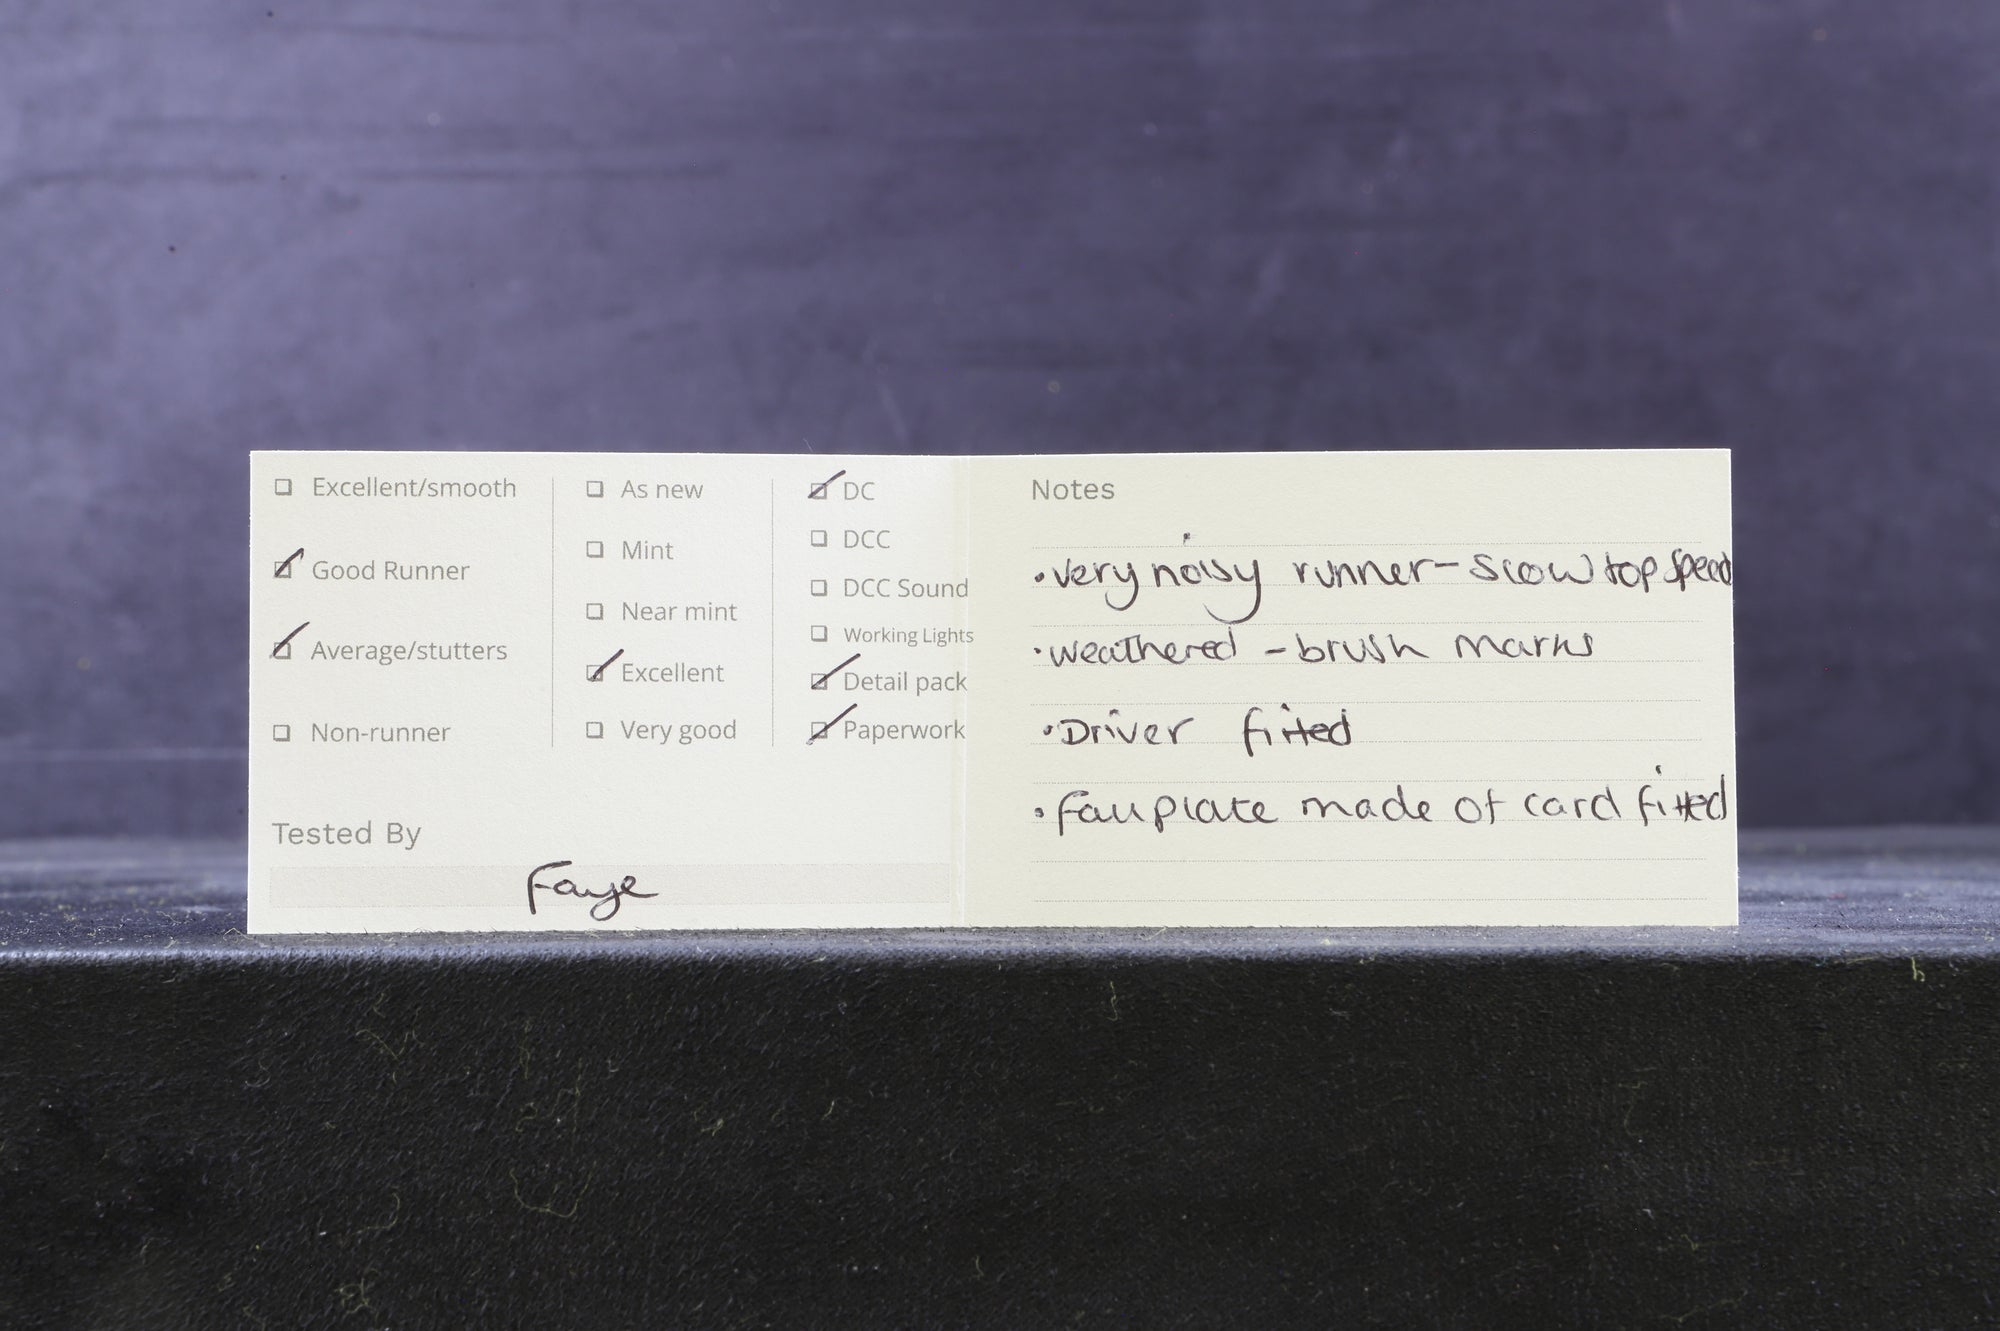 Excellent/smooth
Good Runner
Average/stutters
Non-runner
As new
Mint
Near mint
Excellent
Very good
DC
DCC
DCC Sound
Working Lights
Detail pack
Paperwork
Tested By
Faye
Notes
• very noisy runner - slow top speed
• weathered - brush marks
• Driver fitted
• fall plate made of card fitted